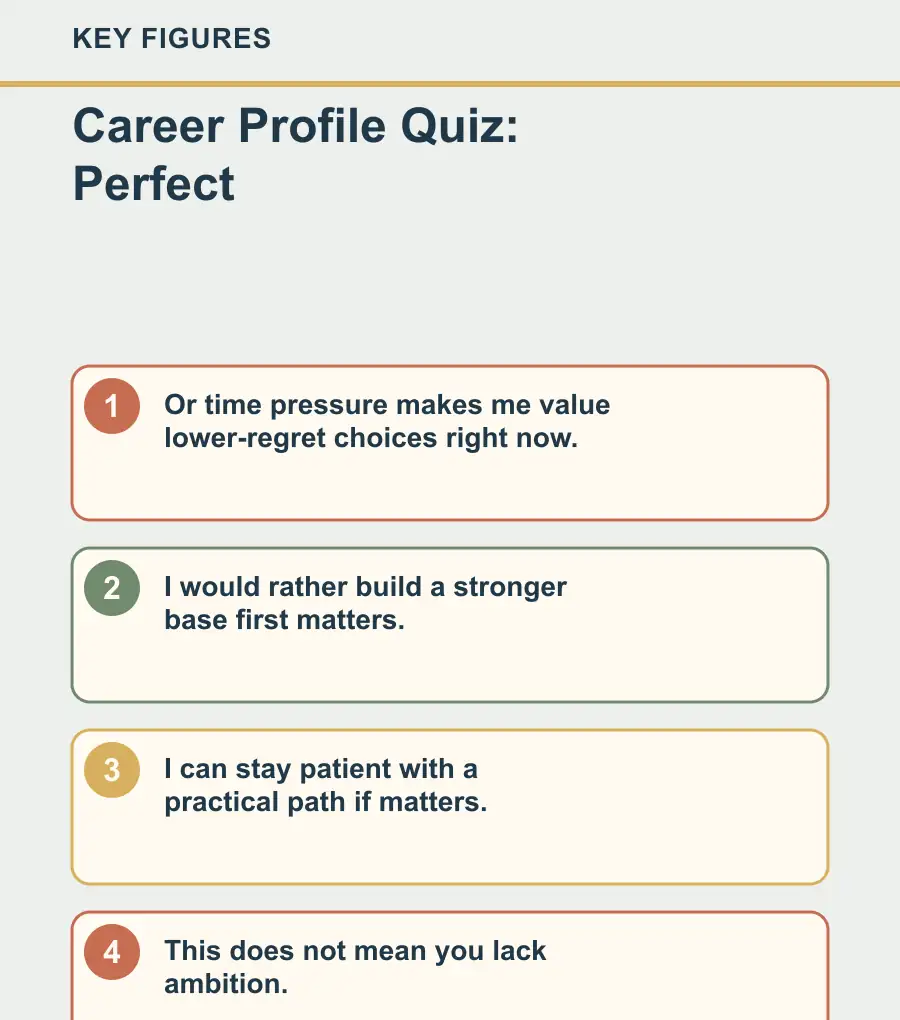 KEY FIGURES
Career Profile Quiz:
Perfect
1
Or time pressure makes me value
lower-regret choices right now.
2
I would rather build a stronger
base first matters.
3
I can stay patient with a
practical path if matters.
4
This does not mean you lack
ambition.